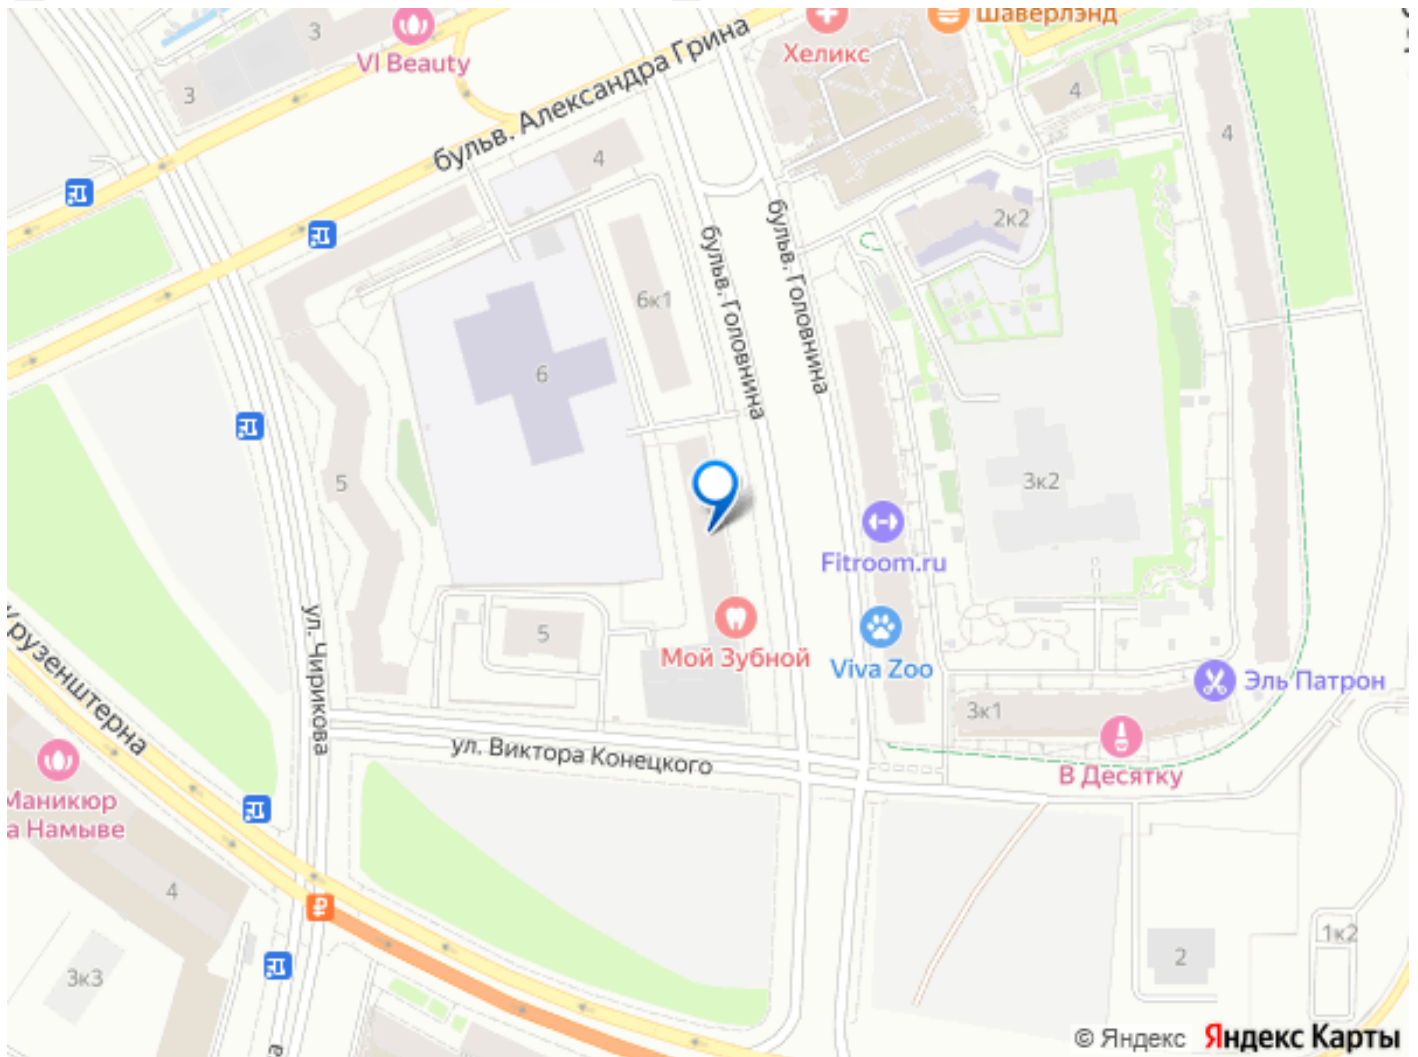 Шаверлэнд
3
VI Beauty
Хеликс
3
бульв. Александра Грина
4
4
4
2к2
бульв. Головнина
бульв. Головнина
6к1
6
5
3к2
Fitroom.ru
ул. Чирикова
Крузенштерна
5
Мой Зубной
Viva Zoo
Эль Патрон
3к1
ул. Виктора Конецкого
В Десятку
Маникюр
а Намыве
4
₽
3к3
2
1к2
© Яндекс Яндекс Карты